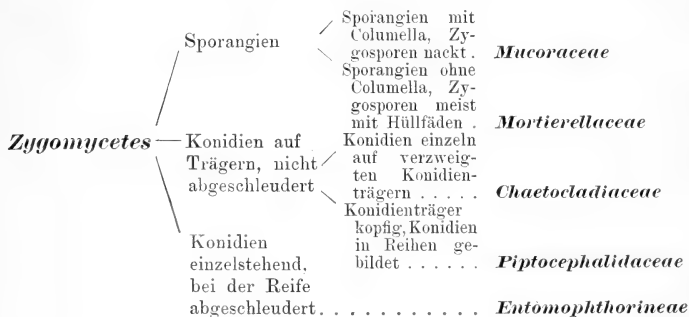 Sporangien mit
Columella, Zy-
gosporen nackt . Mucoraceae
Sporangien
Sporangien ohne
Columella, Zy-
gosporen meist
mit Hüllfäden . Mortierellaceae
Zygomycetes
Konidien auf
Trägern, nicht
abgeschleudert
Konidien einzeln
auf verzweig-
ten Konidien-
trägern . . . . . Chaetocladiaceae
Konidienträger
kopfig, Konidien
in Reihen ge-
bildet . . . . . . Piptocephalidaceae
Konidien
einzelstehend,
bei der Reife
abgeschleudert . . . . . . . . . . . Entomophthorineae